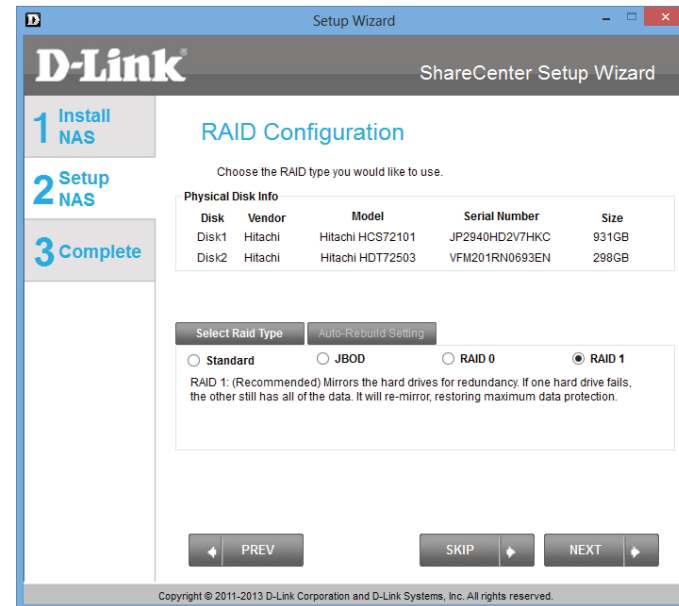 Setup Wizard
D-Link®
ShareCenter Setup Wizard
1 Install NAS
2 Setup NAS
3 Complete
RAID Configuration
Choose the RAID type you would like to use.
Physical Disk Info
Disk Vendor Model Serial Number Size
Disk1 Hitachi Hitachi HCS72101 JP2940HD2V7HKC 931GB
Disk2 Hitachi Hitachi HDT72503 VFM201RN0693EN 298GB
Select Raid Type Auto-Rebuild Setting
Standard JBOD RAID 0 RAID 1
RAID 1: (Recommended) Mirrors the hard drives for redundancy. If one hard drive fails,
the other still has all of the data. It will re-mirror, restoring maximum data protection.
PREV SKIP NEXT
Copyright © 2011-2013 D-Link Corporation and D-Link Systems, Inc. All rights reserved.